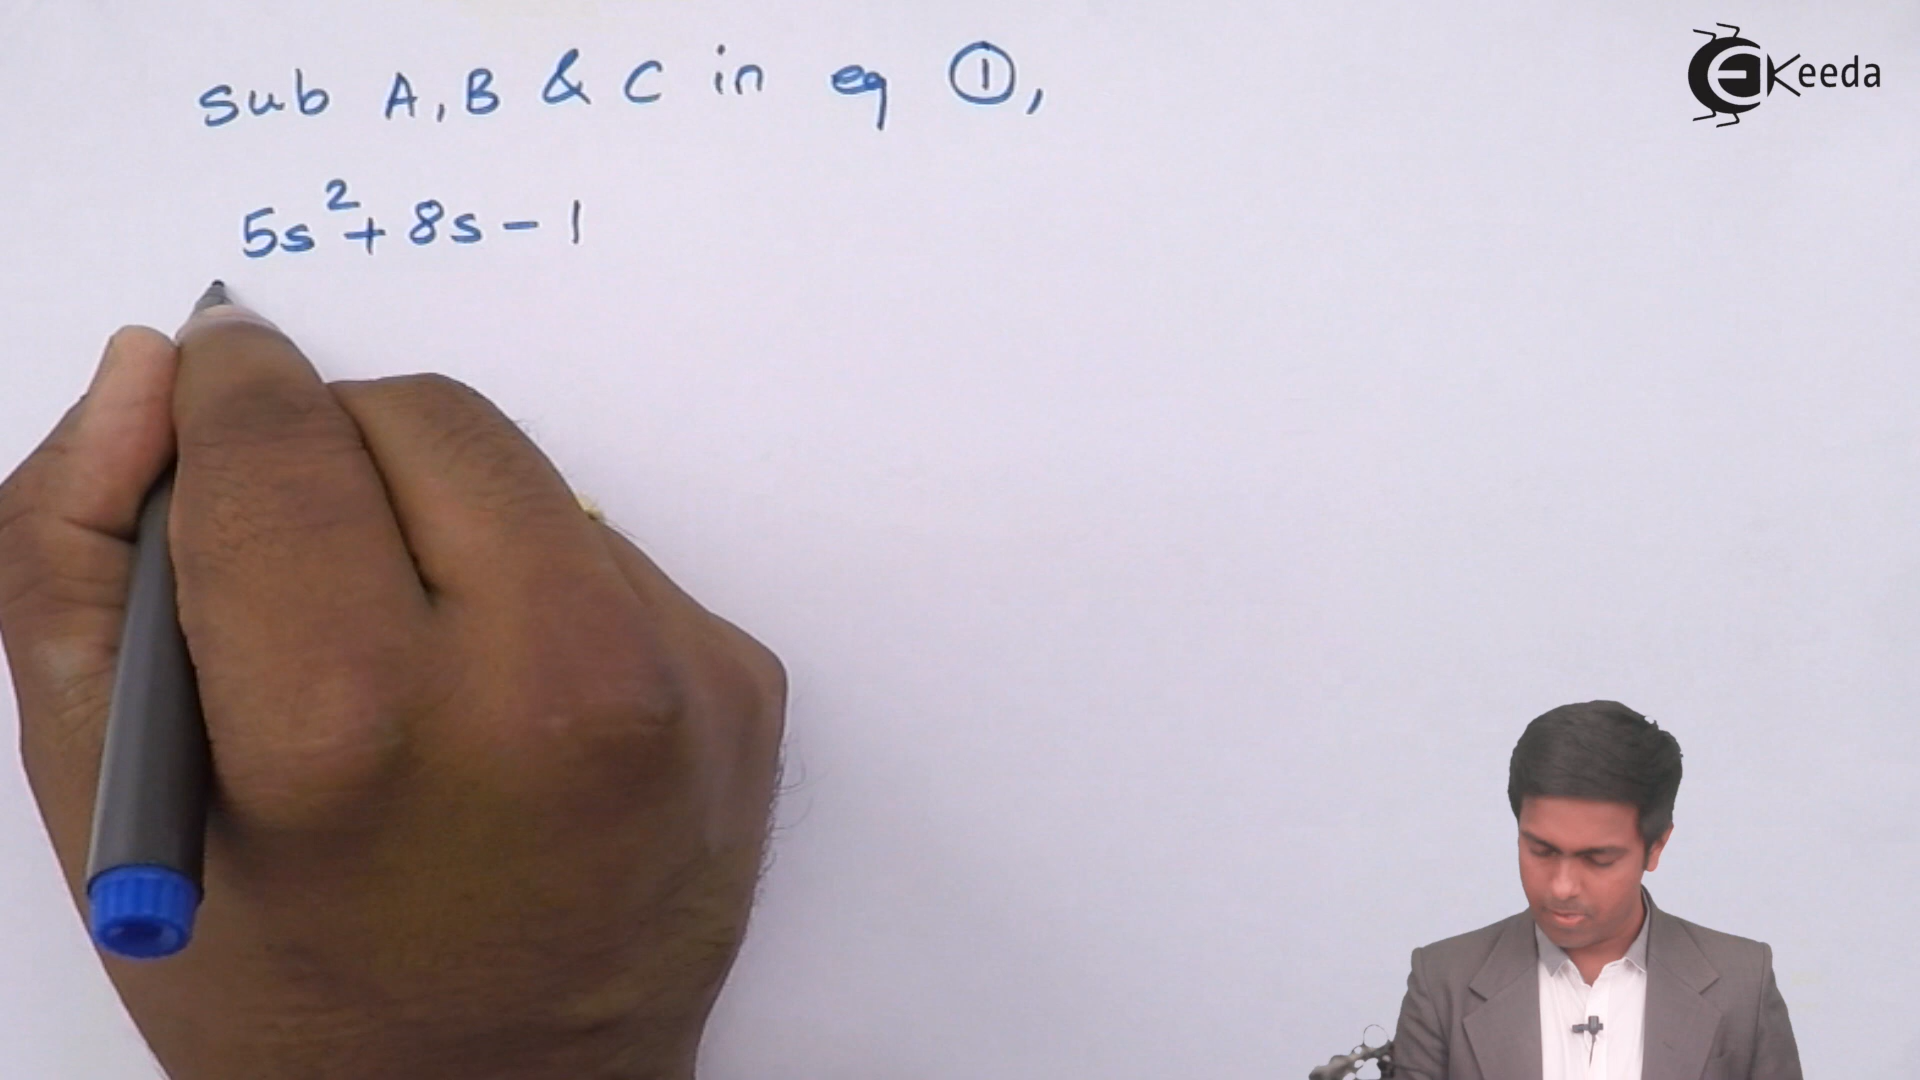 Keeda
sub A, B & C in eq ①,
5s² + 8s - 1